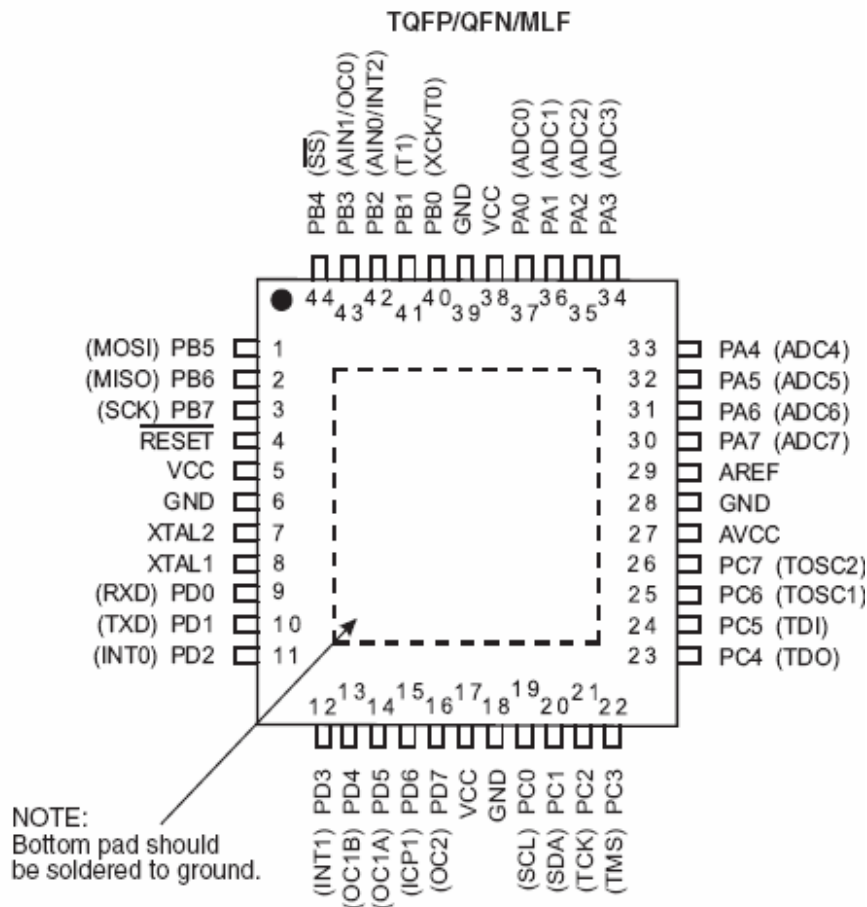 TQFP/QFN/MLF
PB4 (SS)
PB3 (AIN1/OC0)
PB2 (AIN0/INT2)
PB1 (T1)
PB0 (XCK/T0)
GND
VCC
PA0 (ADC0)
PA1 (ADC1)
PA2 (ADC2)
PA3 (ADC3)
44 43 42 41 40 39 38 37 36 35 34
(MOSI) PB5 1
(MISO) PB6 2
(SCK) PB7 3
RESET 4
VCC 5
GND 6
XTAL2 7
XTAL1 8
(RXD) PD0 9
(TXD) PD1 10
(INT0) PD2 11
33 PA4 (ADC4)
32 PA5 (ADC5)
31 PA6 (ADC6)
30 PA7 (ADC7)
29 AREF
28 GND
27 AVCC
26 PC7 (TOSC2)
25 PC6 (TOSC1)
24 PC5 (TDI)
23 PC4 (TDO)
12 13 14 15 16 17 18 19 20 21 22
(INT1) PD3
(OC1B) PD4
(OC1A) PD5
(ICP1) PD6
(OC2) PD7
VCC
GND
(SCL) PC0
(SDA) PC1
(TCK) PC2
(TMS) PC3
NOTE:
Bottom pad should
be soldered to ground.